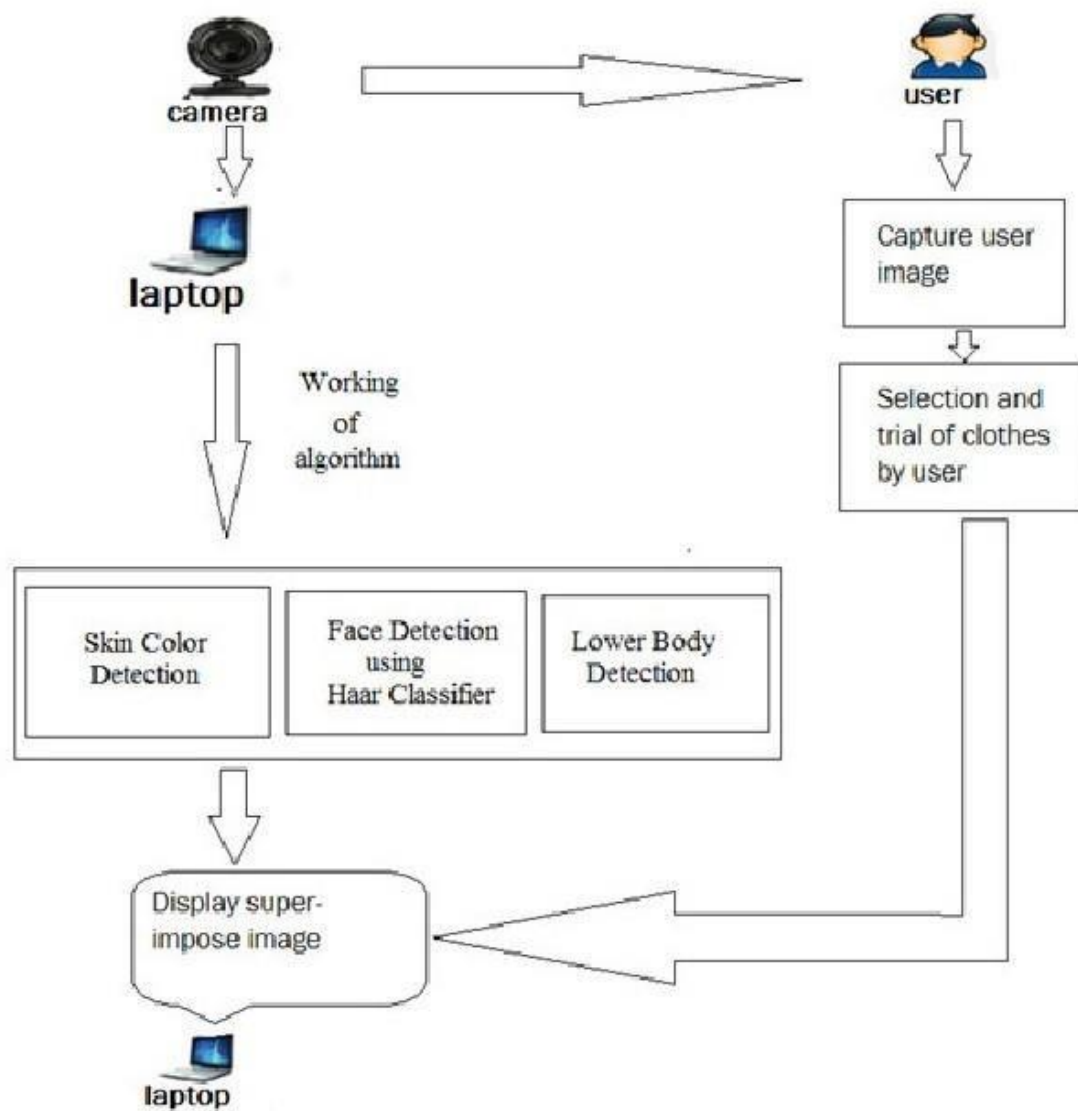 camera
user
laptop
Capture user
image
Working
of
algorithm
Selection and
trial of clothes
by user
Skin Color
Detection
Face Detection
using
Haar Classifier
Lower Body
Detection
Display super-
impose image
laptop